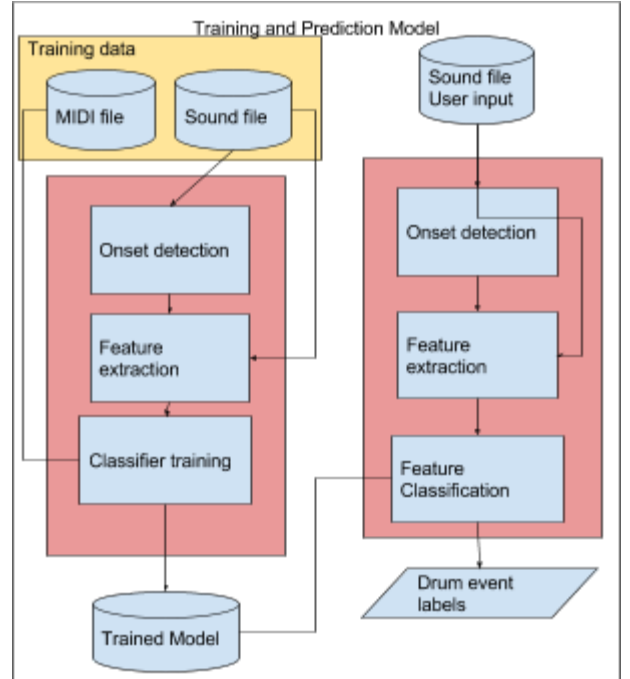 Training and Prediction Model
Training data
MIDI file
Sound file
Onset detection
Feature
extraction
Classifier training
Trained Model
Sound file
User input
Onset detection
Feature
extraction
Feature
Classification
Drum event
labels